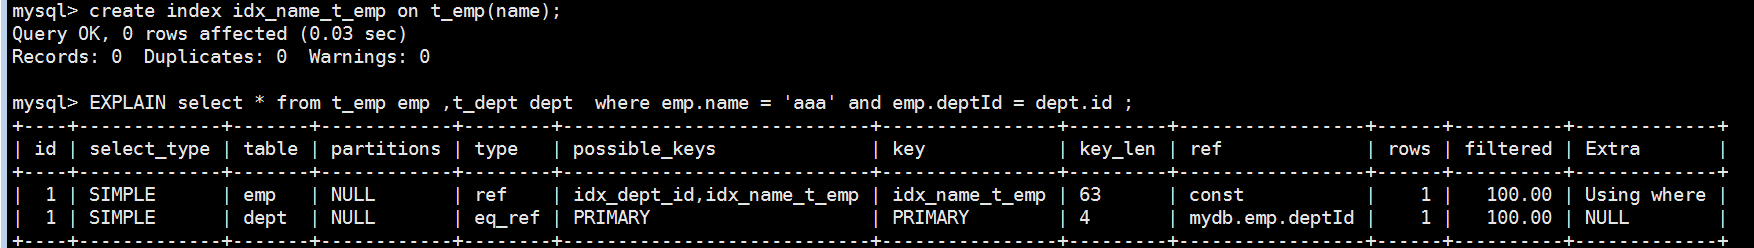 mysql> create index idx_name_t_emp on t_emp(name);
Query OK, 0 rows affected (0.03 sec)
Records: 0  Duplicates: 0  Warnings: 0

mysql> EXPLAIN select * from t_emp emp ,t_dept dept  where emp.name = 'aaa' and emp.deptId = dept.id ;
+----+-------------+-------+------------+--------+----------------------------+----------------+---------+------------------+------+----------+-------------+
| id | select_type | table | partitions | type   | possible_keys              | key            | key_len | ref              | rows | filtered | Extra       |
+----+-------------+-------+------------+--------+----------------------------+----------------+---------+------------------+------+----------+-------------+
|  1 | SIMPLE      | emp   | NULL       | ref    | idx_dept_id,idx_name_t_emp | idx_name_t_emp | 63      | const            |    1 |   100.00 | Using where |
|  1 | SIMPLE      | dept  | NULL       | eq_ref | PRIMARY                    | PRIMARY        | 4       | mydb.emp.deptId  |    1 |   100.00 | NULL        |
+----+-------------+-------+------------+--------+----------------------------+----------------+---------+------------------+------+----------+-------------+